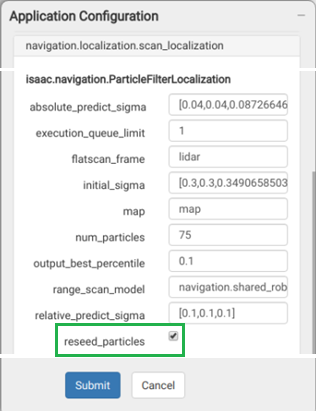 Application Configuration
navigation.localization.scan_localization
isaac.navigation.ParticleFilterLocalization
absolute_predict_sigma [0.04,0.04,0.08726646
execution_queue_limit 1
flatscan_frame lidar
initial_sigma [0.3,0.3,0.3490658503
map map
num_particles 75
output_best_percentile 0.1
range_scan_model navigation.shared_rob
relative_predict_sigma [0.1,0.1,0.1]
reseed_particles
Submit Cancel